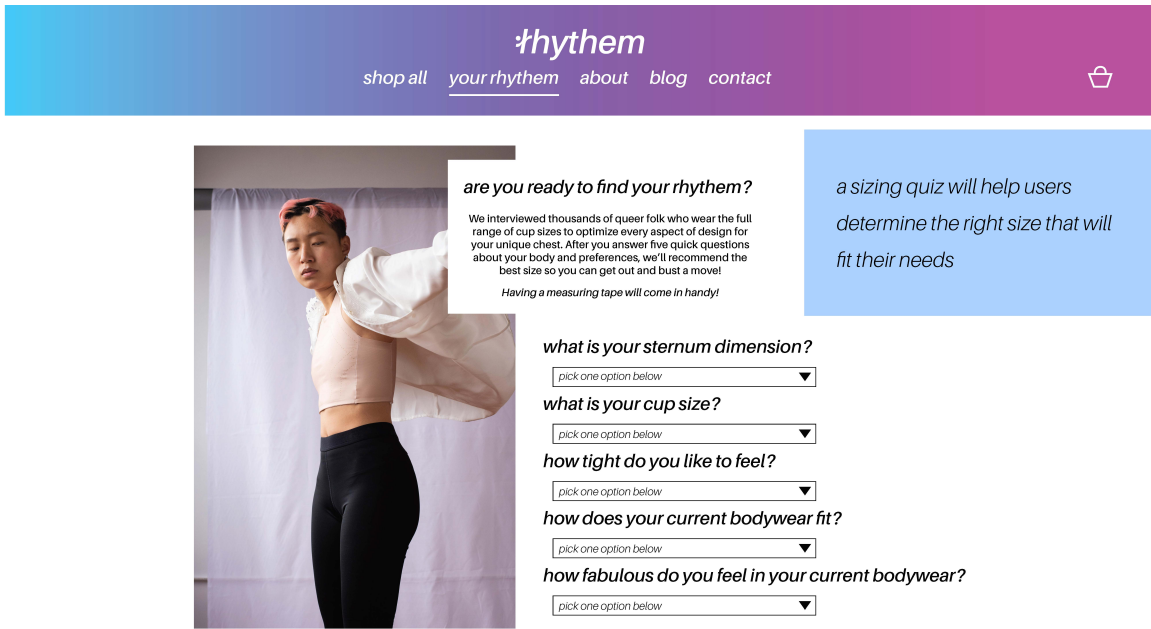 rhythem
shop all your rhythem about blog contact
are you ready to find your rhythem?
We interviewed thousands of queer folk who wear the full
range of cup sizes to optimize every aspect of design for
your unique chest. After you answer five quick questions
about your body and preferences, we'll recommend the
best size so you can get out and bust a move!
Having a measuring tape will come in handy!
a sizing quiz will help users
determine the right size that will
fit their needs
what is your sternum dimension?
pick one option below
what is your cup size?
pick one option below
how tight do you like to feel?
pick one option below
how does your current bodywear fit?
pick one option below
how fabulous do you feel in your current bodywear?
pick one option below